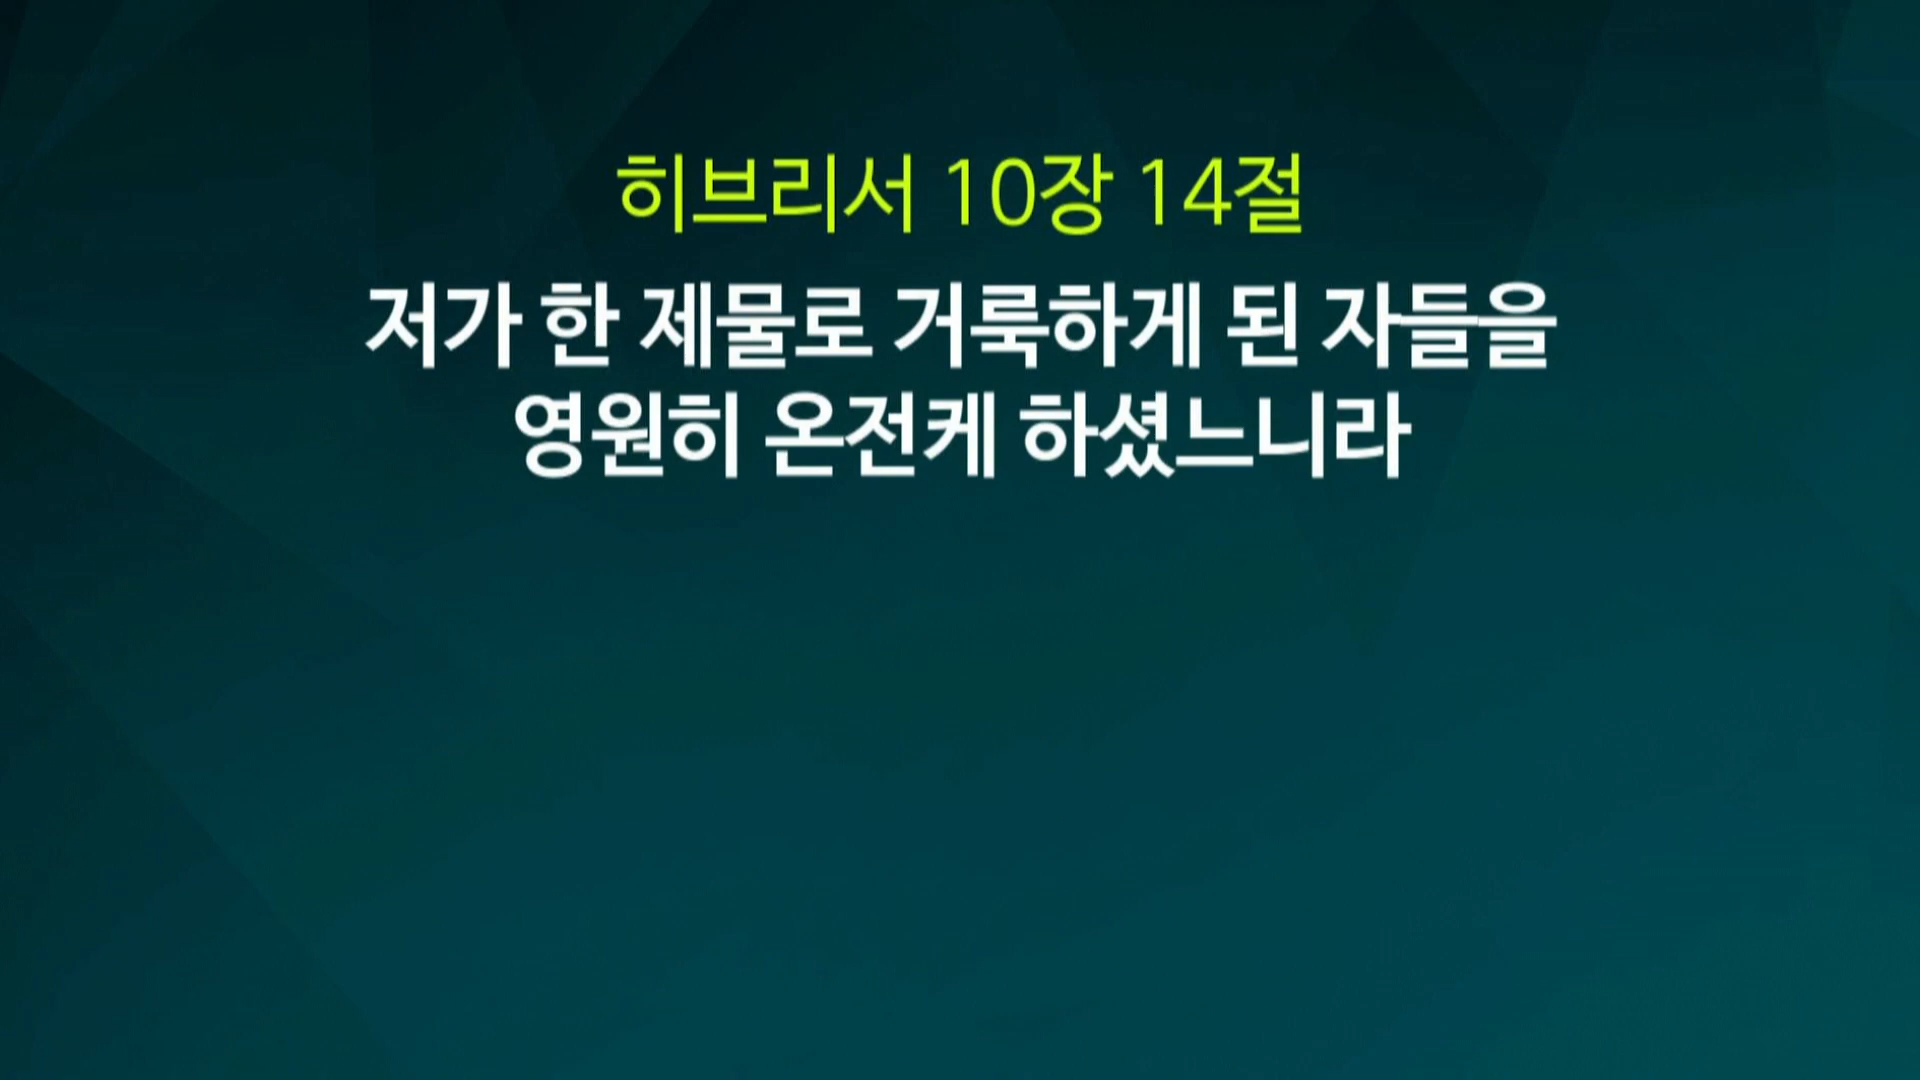 히브리서 10장 14절
저가 한 제물로 거룩하게 된 자들을
영원히 온전케 하셨느니라